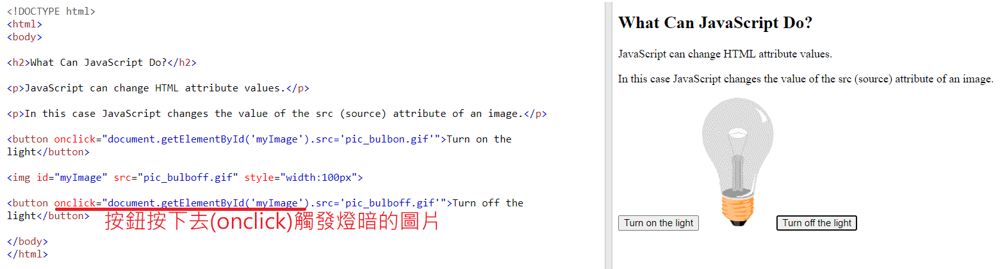 <!DOCTYPE html>
<html>
<body>
<h2>What Can JavaScript Do?</h2>
<p>JavaScript can change HTML attribute values.</p>
<p>In this case JavaScript changes the value of the src (source) attribute of an image.</p>
<button onclick="document.getElementById('myImage').src='pic_bulbon.gif'">Turn on the
light</button>
<img id="myImage" src="pic_bulboff.gif" style="width:100px">
<button onclick="document.getElementById('myImage').src='pic_bulboff.gif'">Turn off the
light</button>
按鈕按下去(onclick)觸發燈暗的圖片
</body>
</html>
What Can JavaScript Do?
JavaScript can change HTML attribute values.
In this case JavaScript changes the value of the src (source) attribute of an image.
Turn on the light
Turn off the light